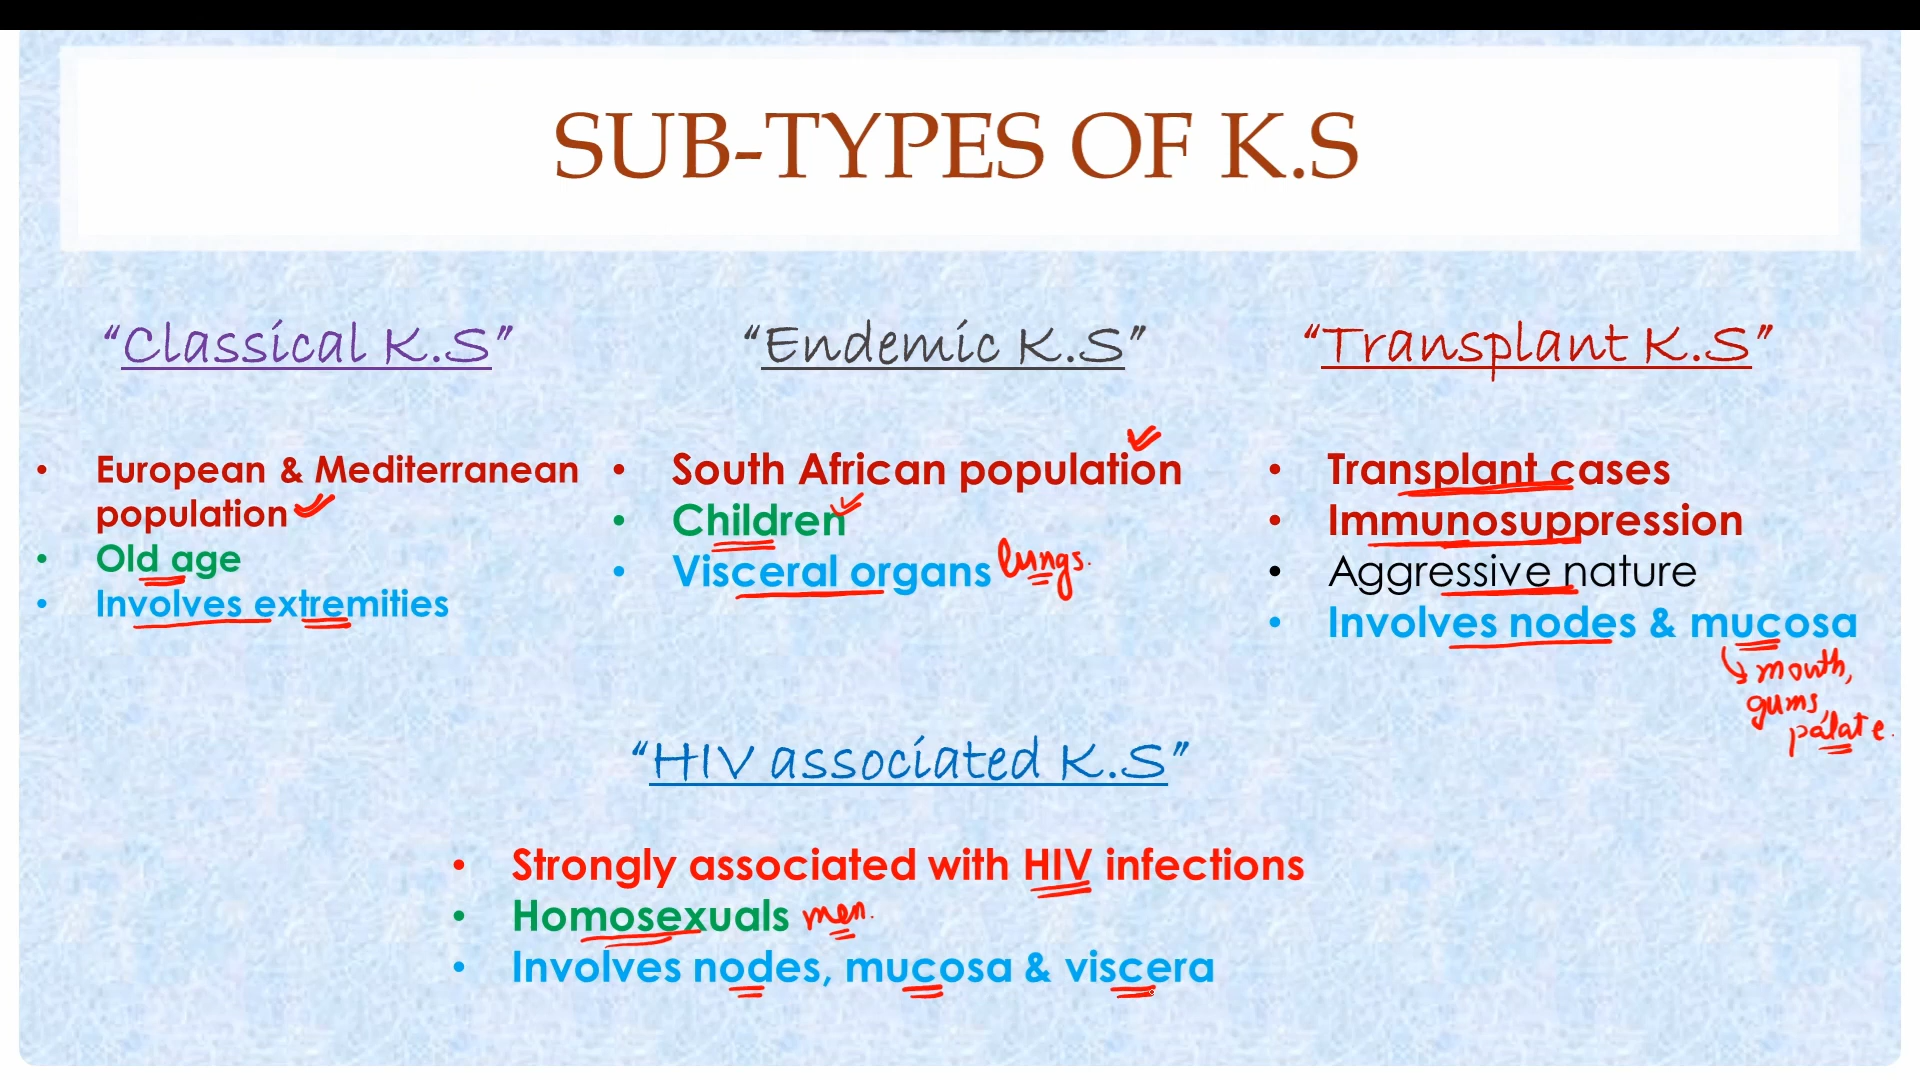 SUB-TYPES OF K.S
“Classical K.S”
European & Mediterranean
population
Old age
Involves extremities
“Endemic K.S”
South African population
Children
Visceral organs lungs.
“Transplant K.S”
Transplant cases
Immunosuppression
Aggressive nature
Involves nodes & mucosa
mouth,
gums,
palate.
“HIV associated K.S”
Strongly associated with HIV infections
Homosexuals men.
Involves nodes, mucosa & viscera